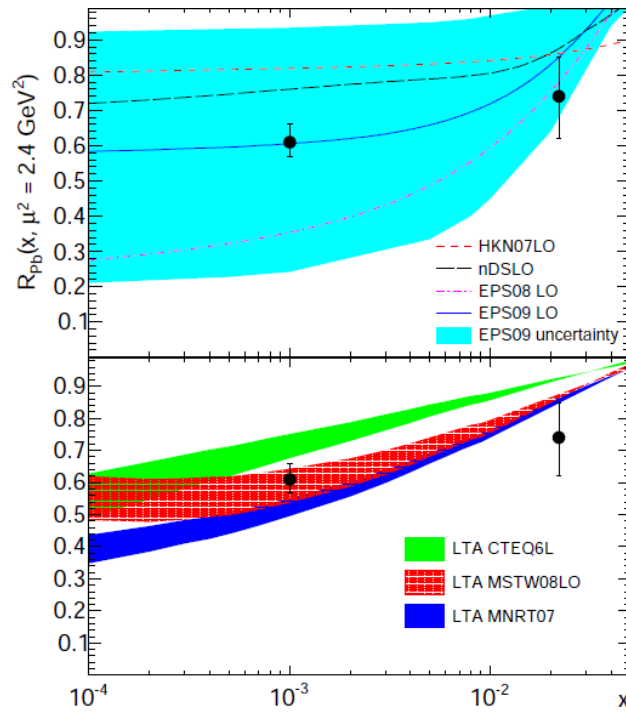 R_Pb(x, μ² = 2.4 GeV²)
0.9
0.8
0.7
0.6
0.5
0.4
0.3
0.2
0.1
HKN07LO
nDSLO
EPS08 LO
EPS09 LO
EPS09 uncertainty
0.9
0.8
0.7
0.6
0.5
0.4
0.3
0.2
0.1
LTA CTEQ6L
LTA MSTW08LO
LTA MNRT07
10⁻⁴ 10⁻³ 10⁻² x